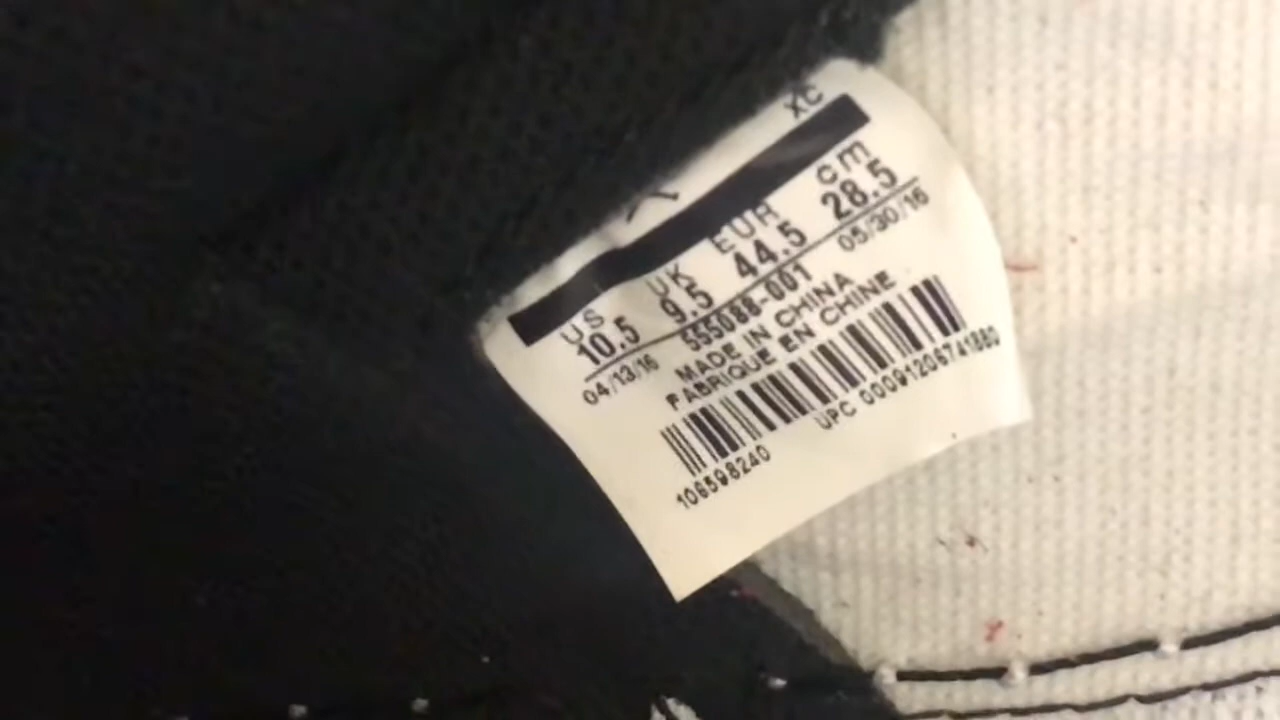 XC
US UK EUR cm
10.5 9.5 44.5 28.5
04/13/16 555088-001 05/30/16
MADE IN CHINA
FABRIQUE EN CHINE
UPC 00091206741880
106598240